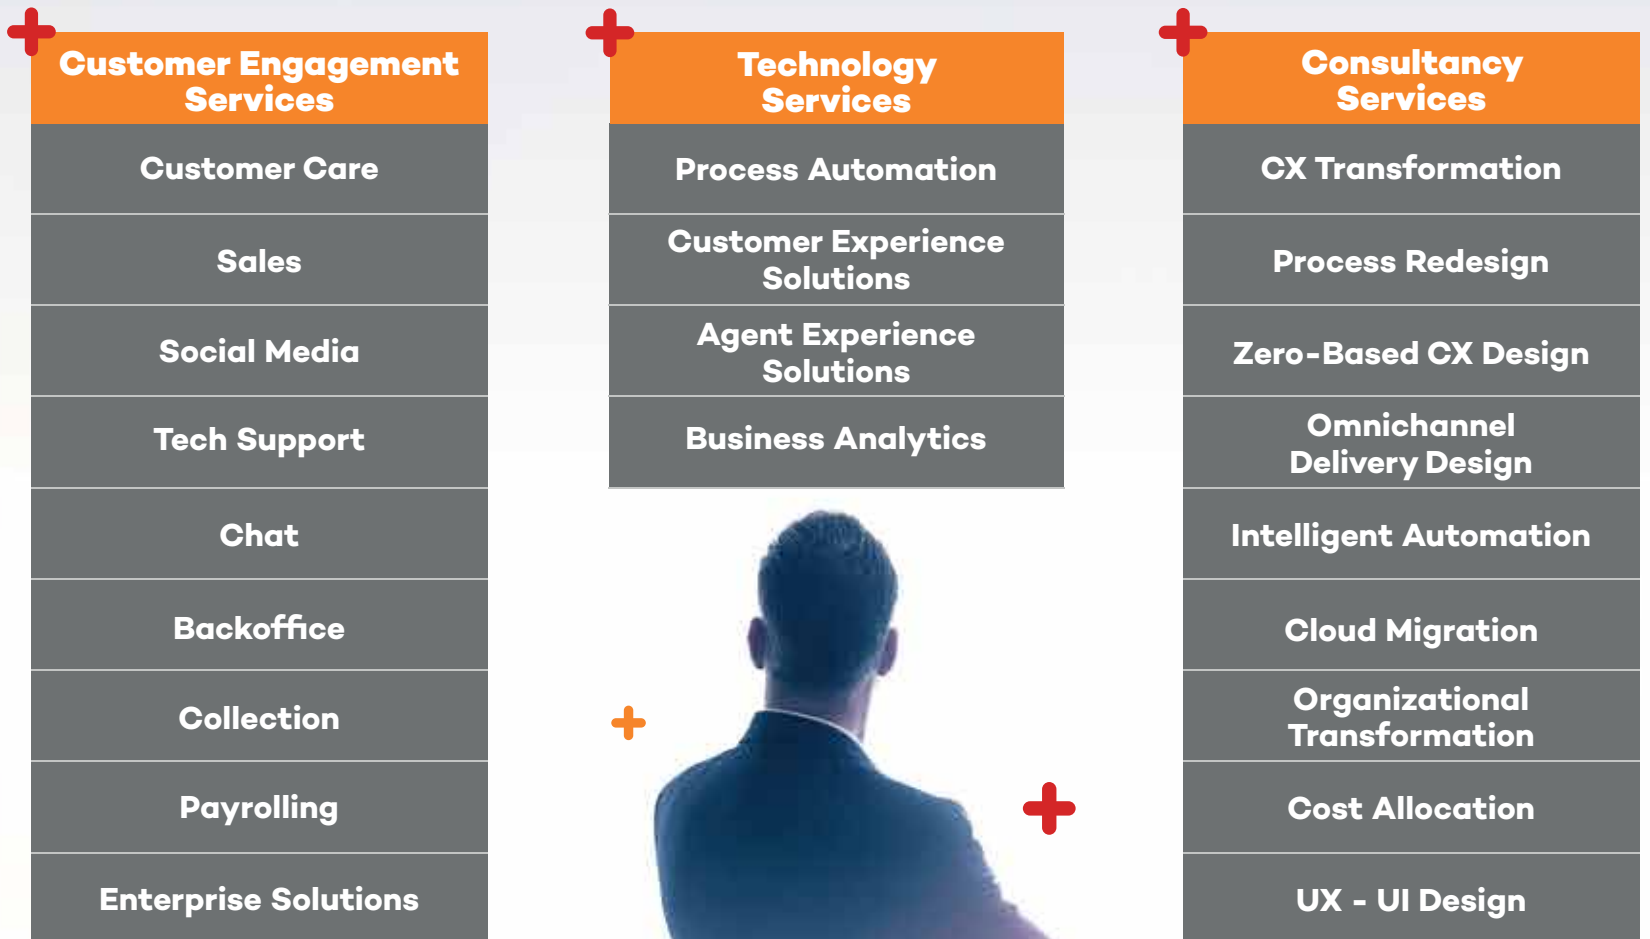 Customer Engagement
Services
Customer Care
Sales
Social Media
Tech Support
Chat
Backoffice
Collection
Payrolling
Enterprise Solutions
Technology
Services
Process Automation
Customer Experience
Solutions
Agent Experience
Solutions
Business Analytics
Consultancy
Services
CX Transformation
Process Redesign
Zero-Based CX Design
Omnichannel
Delivery Design
Intelligent Automation
Cloud Migration
Organizational
Transformation
Cost Allocation
UX - UI Design